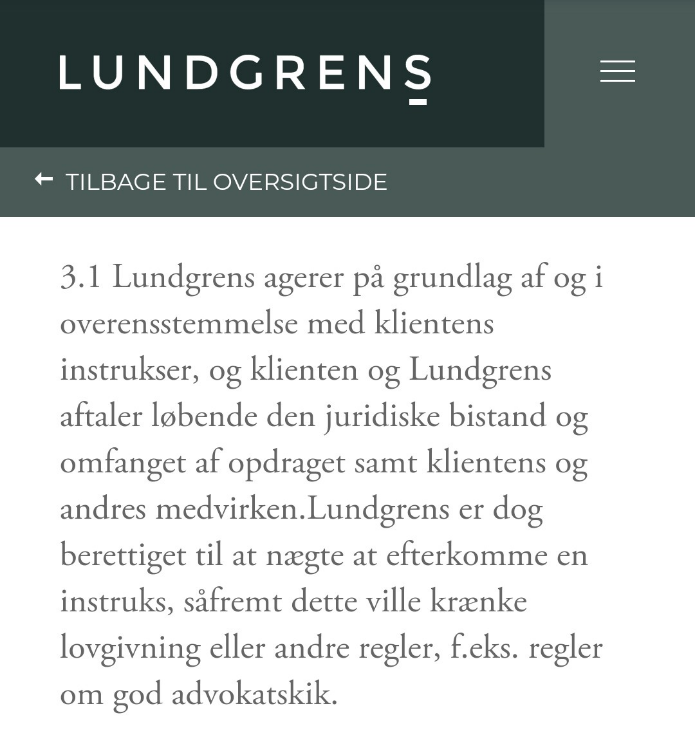 LUNDGRENS
TILBAGE TIL OVERSIGTSIDE
3.1 Lundgrens agerer på grundlag af og i
overensstemmelse med klientens
instrukser, og klienten og Lundgrens
aftaler løbende den juridiske bistand og
omfanget af opdraget samt klientens og
andres medvirken.Lundgrens er dog
berettiget til at nægte at efterkomme en
instruks, såfremt dette ville krænke
lovgivning eller andre regler, f.eks. regler
om god advokatskik.